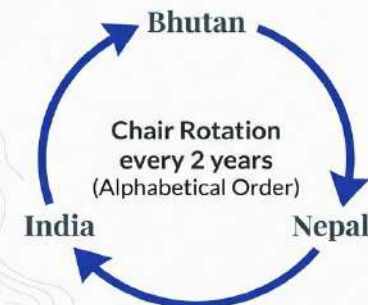 Bhutan
Chair Rotation
every 2 years
(Alphabetical Order)
India
Nepal